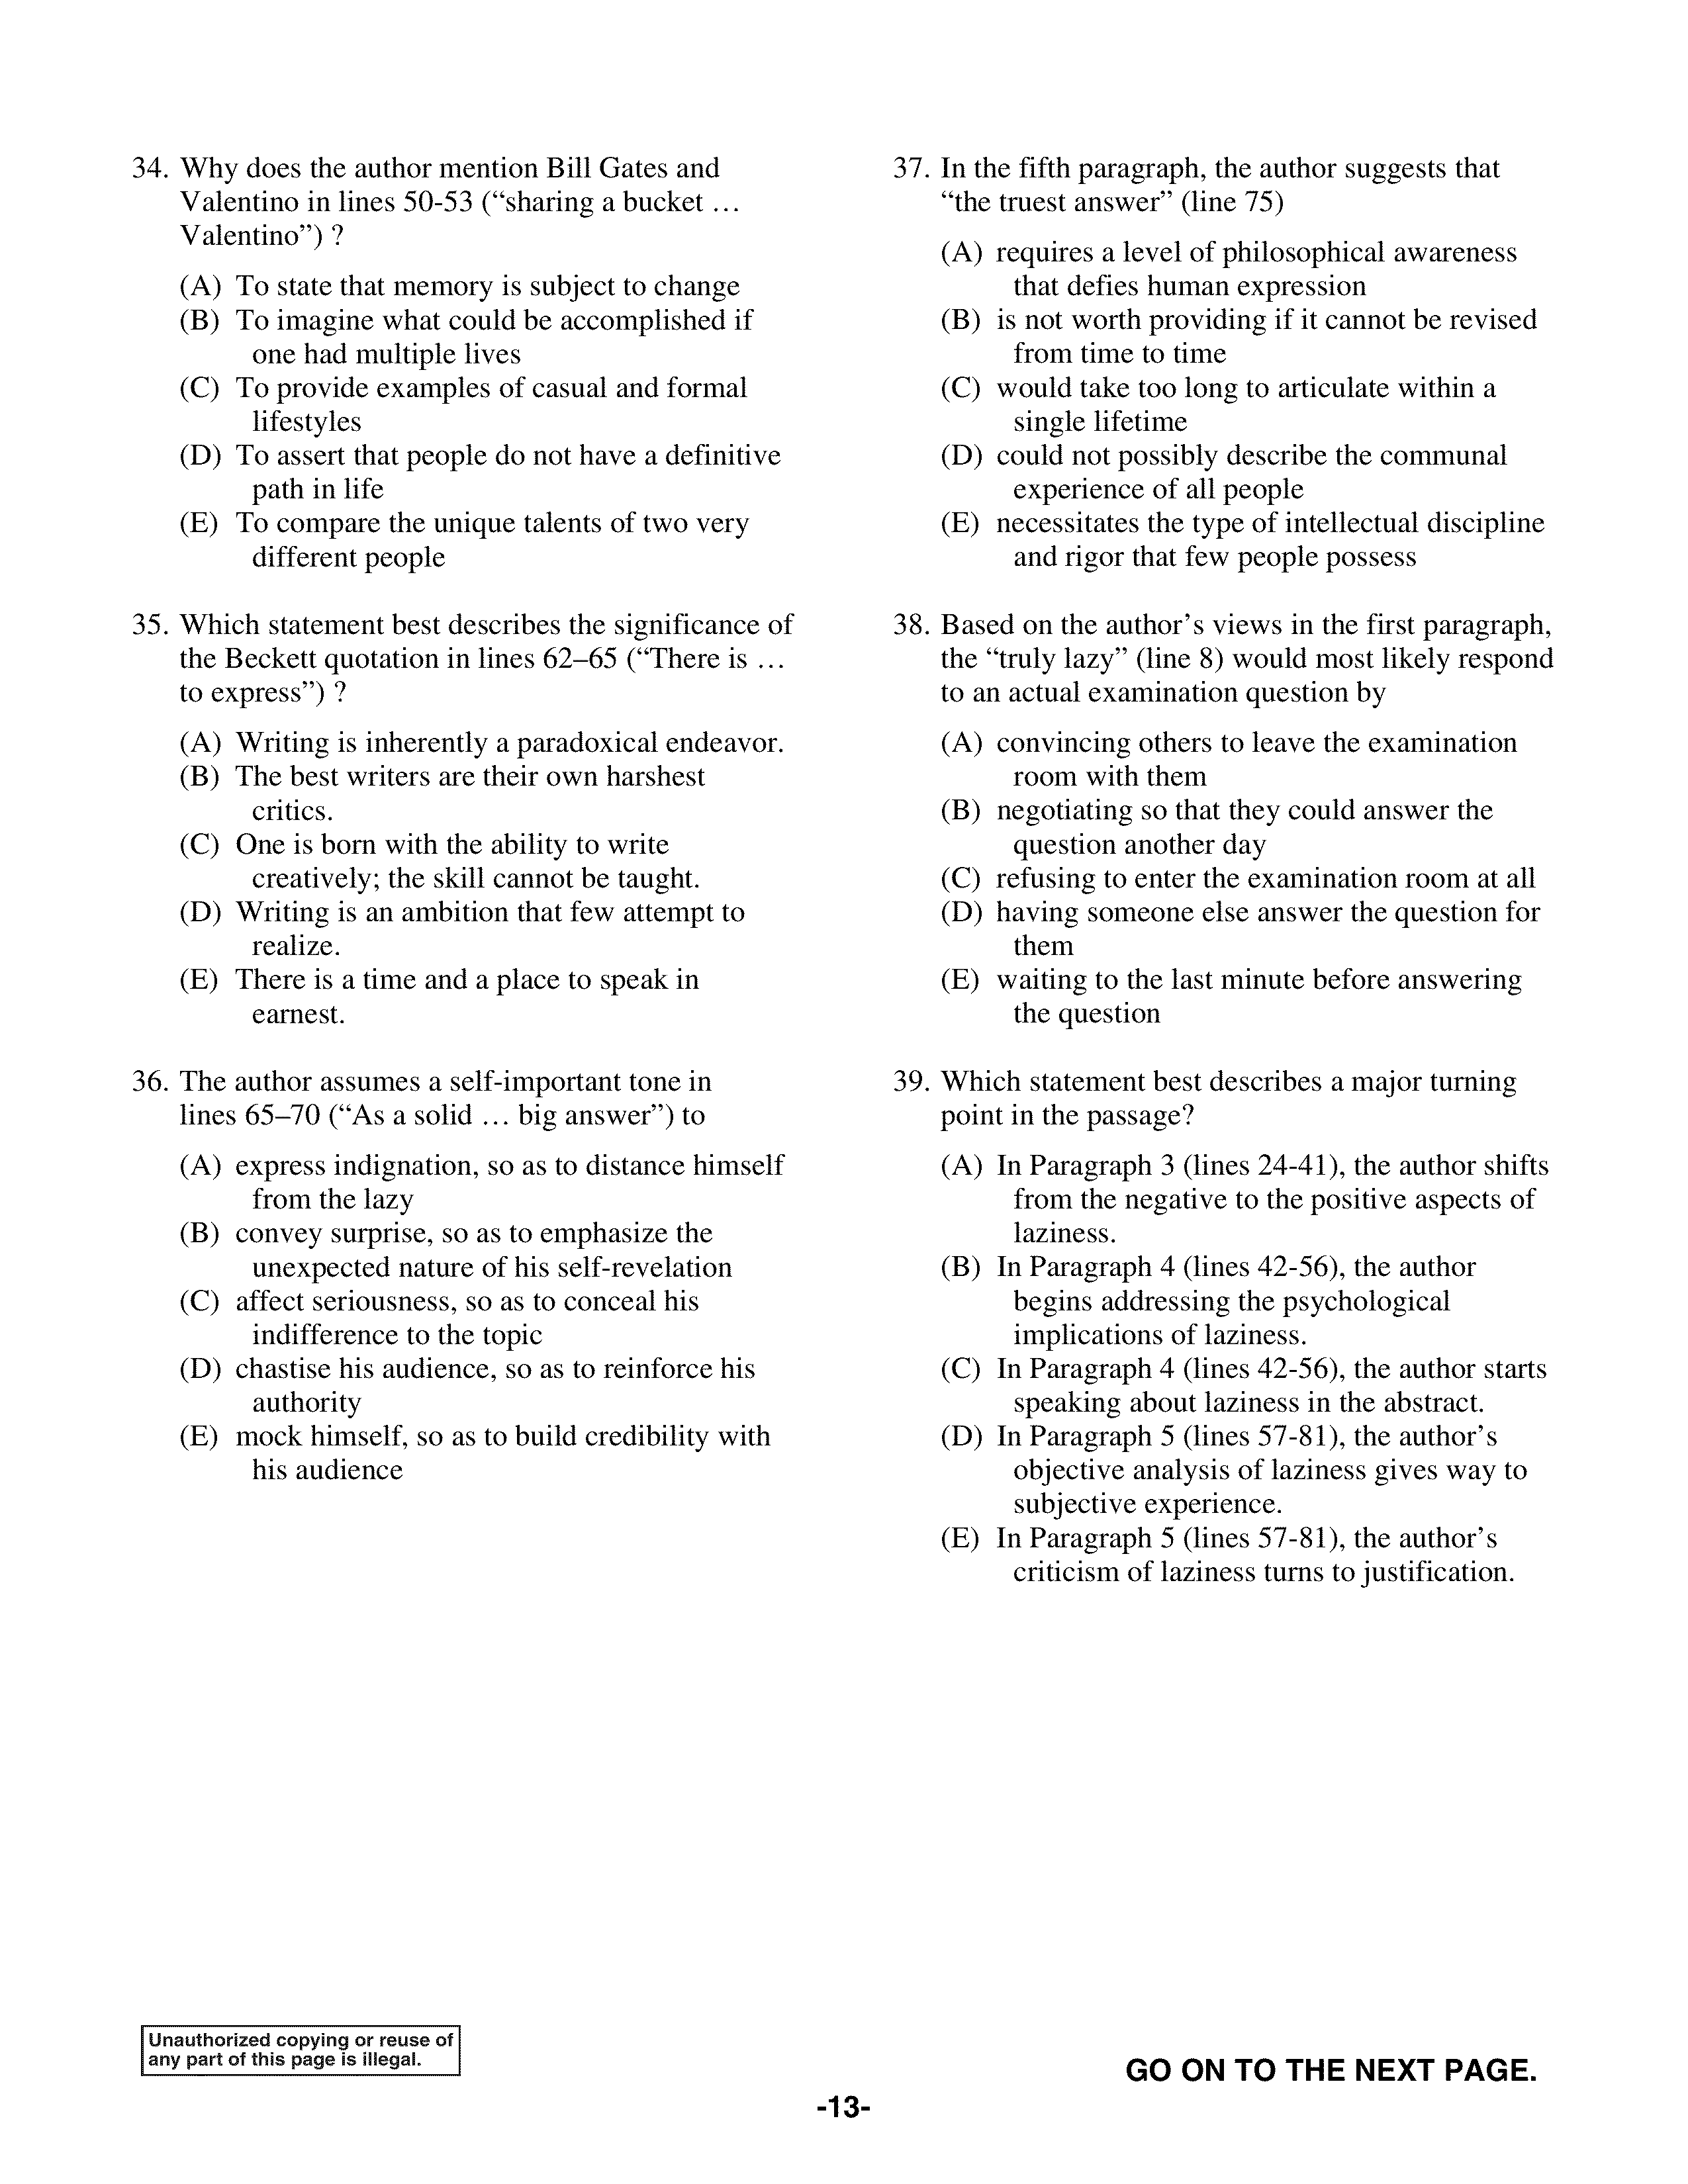 34. Why does the author mention Bill Gates and
Valentino in lines 50-53 (“sharing a bucket …
Valentino”) ?
(A) To state that memory is subject to change
(B) To imagine what could be accomplished if
one had multiple lives
(C) To provide examples of casual and formal
lifestyles
(D) To assert that people do not have a definitive
path in life
(E) To compare the unique talents of two very
different people
35. Which statement best describes the significance of
the Beckett quotation in lines 62–65 (“There is …
to express”) ?
(A) Writing is inherently a paradoxical endeavor.
(B) The best writers are their own harshest
critics.
(C) One is born with the ability to write
creatively; the skill cannot be taught.
(D) Writing is an ambition that few attempt to
realize.
(E) There is a time and a place to speak in
earnest.
36. The author assumes a self-important tone in
lines 65–70 (“As a solid … big answer”) to
(A) express indignation, so as to distance himself
from the lazy
(B) convey surprise, so as to emphasize the
unexpected nature of his self-revelation
(C) affect seriousness, so as to conceal his
indifference to the topic
(D) chastise his audience, so as to reinforce his
authority
(E) mock himself, so as to build credibility with
his audience
37. In the fifth paragraph, the author suggests that
“the truest answer” (line 75)
(A) requires a level of philosophical awareness
that defies human expression
(B) is not worth providing if it cannot be revised
from time to time
(C) would take too long to articulate within a
single lifetime
(D) could not possibly describe the communal
experience of all people
(E) necessitates the type of intellectual discipline
and rigor that few people possess
38. Based on the author’s views in the first paragraph,
the “truly lazy” (line 8) would most likely respond
to an actual examination question by
(A) convincing others to leave the examination
room with them
(B) negotiating so that they could answer the
question another day
(C) refusing to enter the examination room at all
(D) having someone else answer the question for
them
(E) waiting to the last minute before answering
the question
39. Which statement best describes a major turning
point in the passage?
(A) In Paragraph 3 (lines 24-41), the author shifts
from the negative to the positive aspects of
laziness.
(B) In Paragraph 4 (lines 42-56), the author
begins addressing the psychological
implications of laziness.
(C) In Paragraph 4 (lines 42-56), the author starts
speaking about laziness in the abstract.
(D) In Paragraph 5 (lines 57-81), the author’s
objective analysis of laziness gives way to
subjective experience.
(E) In Paragraph 5 (lines 57-81), the author’s
criticism of laziness turns to justification.
Unauthorized copying or reuse of
any part of this page is illegal.
GO ON TO THE NEXT PAGE.
-13-